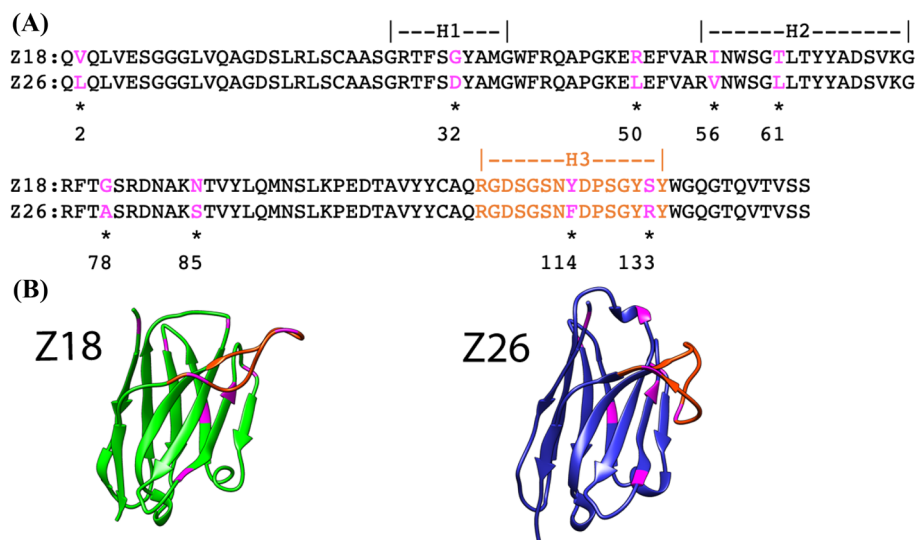 (A)
|---H1---| |------H2-------|
Z18:QVQLVESGGGLVQAGDSLRLSCAASGRTFSGYAMGWFRQAPGKEREFVARINWSGTLTYYADSVKG
Z26:QLQLVESGGGLVQAGDSLRLSCAASGRTFSDYAMGWFRQAPGKELEFVARVNWSGLLTYYADSVKG
* * * * *
2 32 50 56 61
|------H3-----|
Z18:RFTGSRDNAKNTVYLQMNSLKPEDTAVYYCAQRGDSGSNYDPSGYSYWGQGTQVTVSS
Z26:RFTASRDNAKSTVYLQMNSLKPEDTAVYYCAQRGDSGSNFDPSGYRYWGQGTQVTVSS
* * * *
78 85 114 133
(B)
Z18 Z26